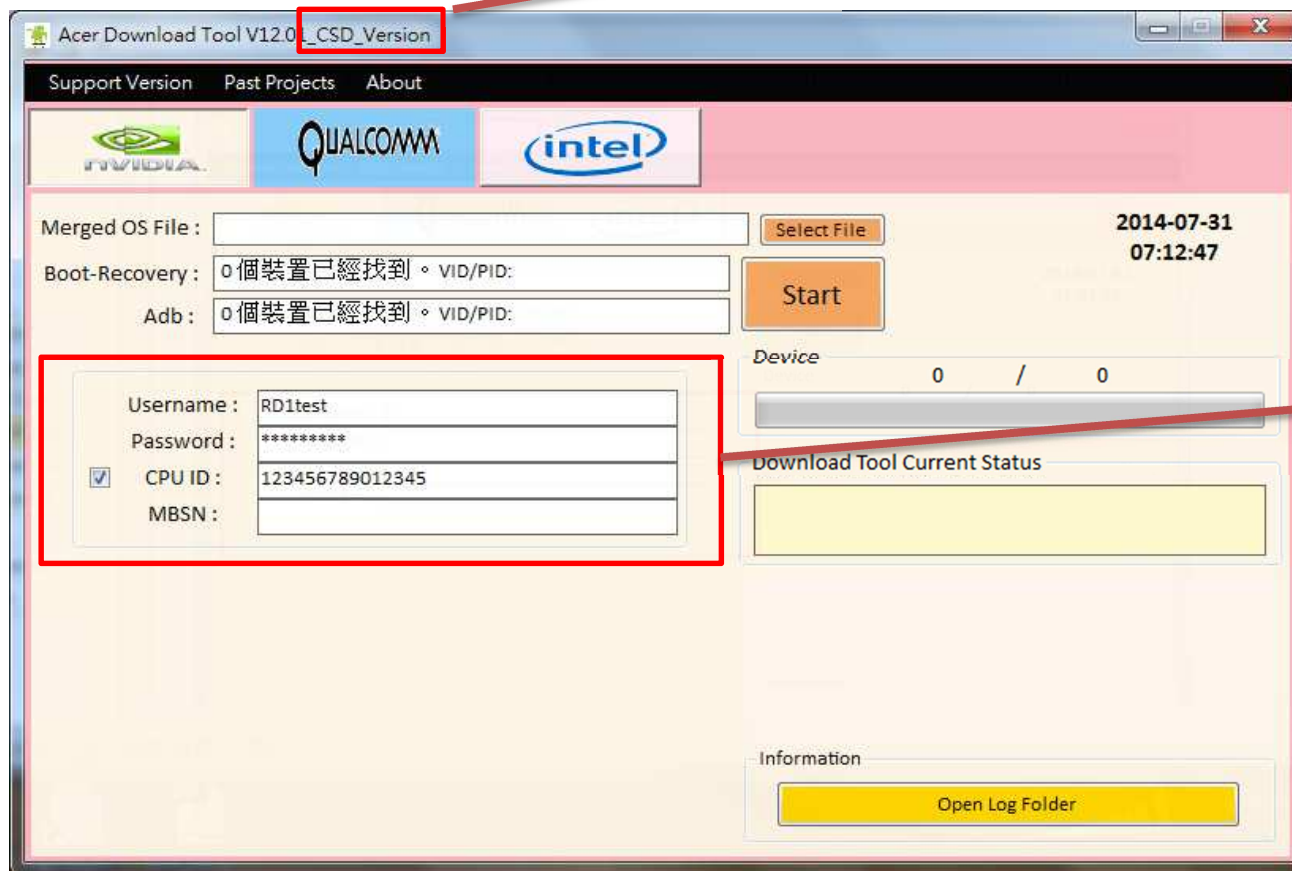 Acer Download Tool V12.01_CSD_Version
Support Version Past Projects About
NVIDIA.
QUALCOMM
intel
Merged OS File : Select File
2014-07-31
07:12:47
Boot-Recovery : 0個裝置已經找到。VID/PID:
Adb : 0個裝置已經找到。VID/PID:
Start
Username : RD1test
Password : *********
CPU ID : 123456789012345
MBSN :
Device
0 / 0
Download Tool Current Status
Information
Open Log Folder